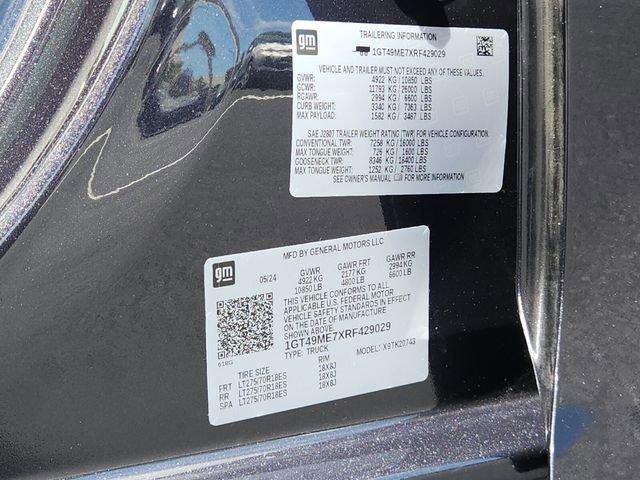 gm
TRAILERING INFORMATION
1GT49ME7XRF429029
VEHICLE AND TRAILER MUST NOT EXCEED ANY OF THESE VALUES.
GVWR: 4922 KG / 10850 LBS
GCWR: 11793 KG / 26000 LBS
RGAWR: 2994 KG / 6600 LBS
CURB WEIGHT: 3340 KG / 7363 LBS
MAX PAYLOAD: 1582 KG / 3487 LBS
SAE J2807 TRAILER WEIGHT RATING (TWR) FOR VEHICLE CONFIGURATION.
CONVENTIONAL TWR: 7258 KG / 16000 LBS
MAX TONGUE WEIGHT: 726 KG / 1600 LBS
GOOSENECK TWR: 8346 KG / 18400 LBS
MAX TONGUE WEIGHT: 1252 KG / 2760 LBS
SEE OWNER'S MANUAL FOR MORE INFORMATION
gm
MFD BY GENERAL MOTORS LLC
05/24 GVWR GAWR FRT GAWR RR
4922 KG 2177 KG 2994 KG
10850 LB 4800 LB 6600 LB
THIS VEHICLE CONFORMS TO ALL
APPLICABLE U.S. FEDERAL MOTOR
VEHICLE SAFETY STANDARDS IN EFFECT
ON THE DATE OF MANUFACTURE
SHOWN ABOVE.
1GT49ME7XRF429029
TYPE: TRUCK MODEL: X9TK20743
618G
TIRE SIZE RIM
FRT LT275/70R18ES 18X8J
RR LT275/70R18ES 18X8J
SPA LT275/70R18ES 18X8J